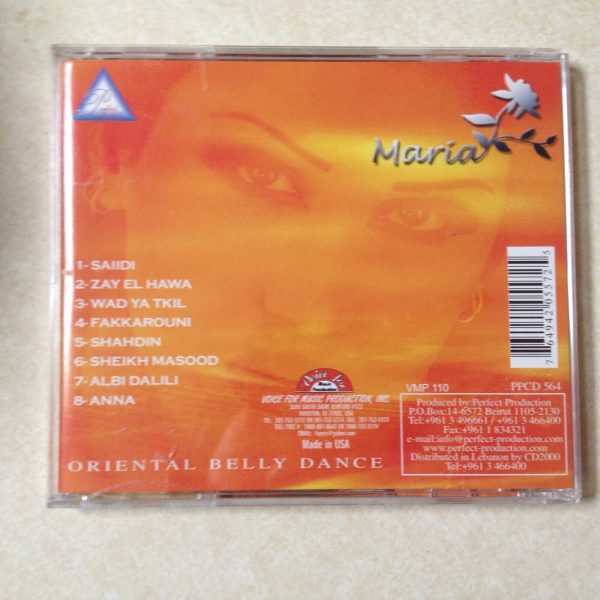 Maria
1- SAIIDI
2- ZAY EL HAWA
3- WAD YA TKIL
4- FAKKAROUNI
5- SHAHDIN
6- SHEIKH MASOOD
7- ALBI DALILI
8- ANNA
ORIENTAL BELLY DANCE
VOICE FOR MUSIC PRODUCTION, INC.
Made in USA
7 64942 05572 5
VMP 110
PPCD 564
Produced by:Perfect Production
P.O.Box:14-6572 Beirut 1105-2130
Tel:+961 3 496661 / +961 3 466400
Fax:+961 1 834321
e-mail:info@perfect-production.com
www.perfect-production.com
Distributed in Lebanon by CD2000
Tel:+961 3 466400